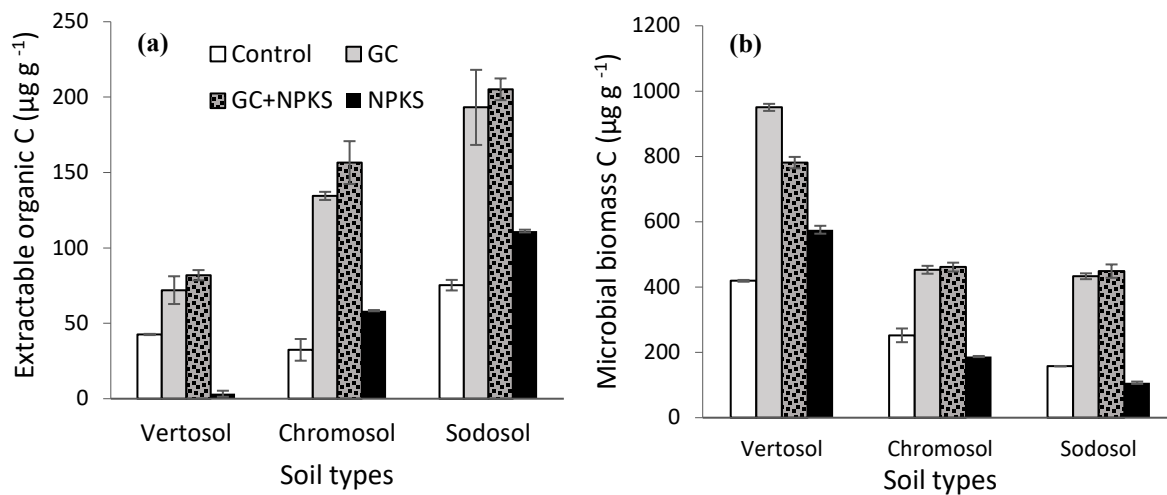 (a)
Control
GC
GC+NPKS
NPKS
250
200
150
100
50
0
Extractable organic C (µg g -1)
Vertosol
Chromosol
Sodosol
Soil types
(b)
1200
1000
800
600
400
200
0
Microbial biomass C (µg g -1)
Vertosol
Chromosol
Sodosol
Soil types